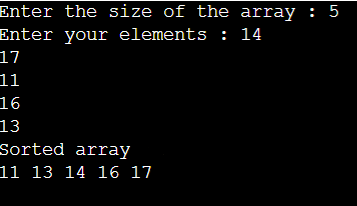 Enter the size of the array : 5
Enter your elements : 14
17
11
16
13
Sorted array
11 13 14 16 17